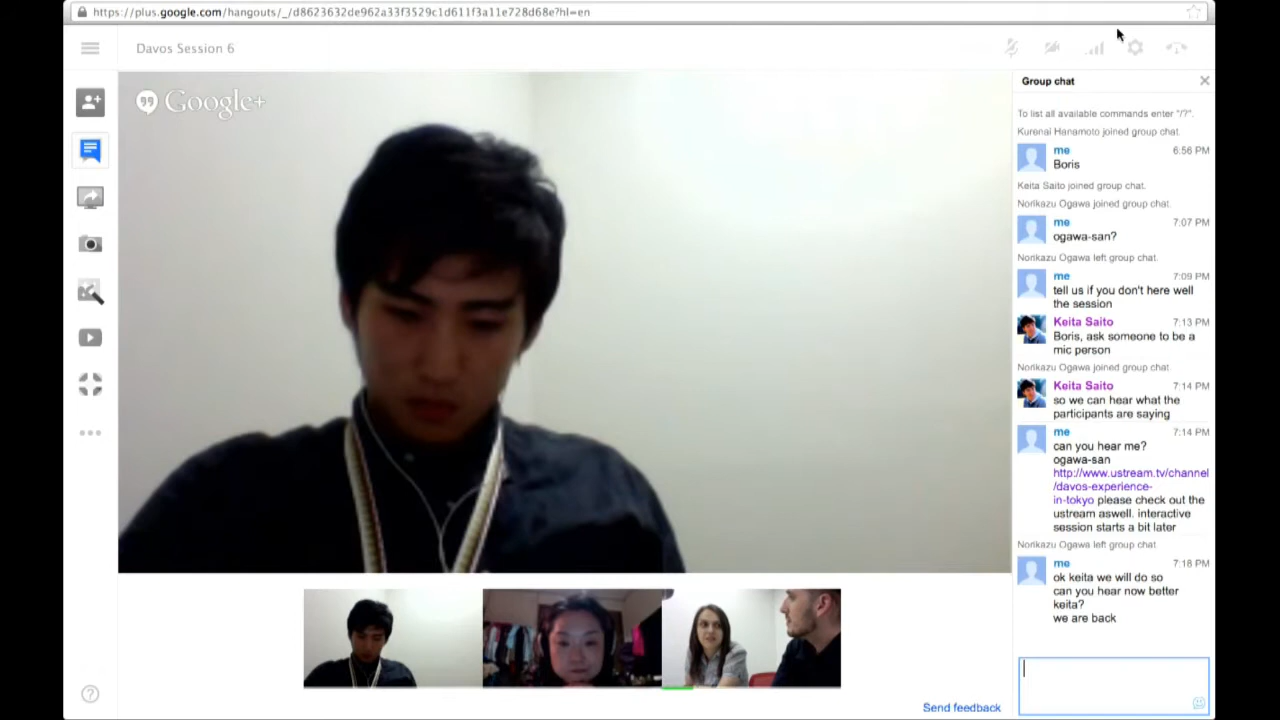 https://plus.google.com/hangouts/_/d8623632de962a33f3529c1d611f3a11e728d68e?hl=en
Davos Session 6
Google+
Group chat
To list all available commands enter "/?".
Kurenai Hanamoto joined group chat.
me 6:56 PM
Boris
Keita Saito joined group chat.
Norikazu Ogawa joined group chat.
me 7:07 PM
ogawa-san?
Norikazu Ogawa left group chat.
me 7:09 PM
tell us if you don't here well
the session
Keita Saito 7:13 PM
Boris, ask someone to be a
mic person
Norikazu Ogawa joined group chat.
Keita Saito 7:14 PM
so we can hear what the
participants are saying
me 7:14 PM
can you hear me?
ogawa-san
http://www.ustream.tv/channel
/davos-experience-
in-tokyo please check out the
ustream aswell. interactive
session starts a bit later
Norikazu Ogawa left group chat.
me 7:18 PM
ok keita we will do so
can you hear now better
keita?
we are back
Send feedback